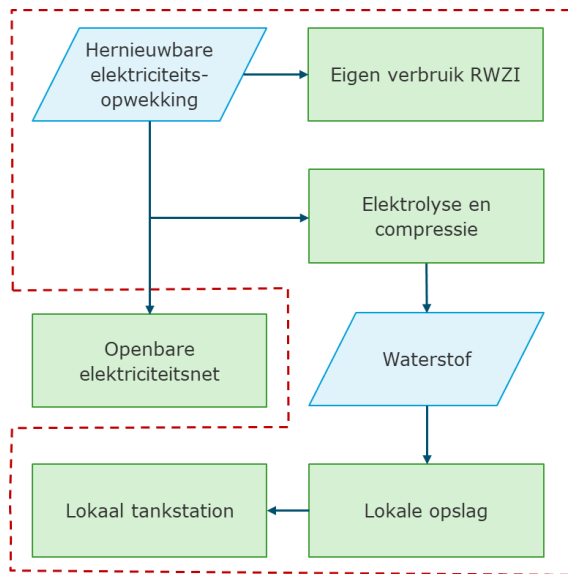 Hernieuwbare
elektriciteits-
opwekking
Eigen verbruik RWZI
Elektrolyse en
compressie
Openbare
elektriciteitsnet
Waterstof
Lokaal tankstation
Lokale opslag